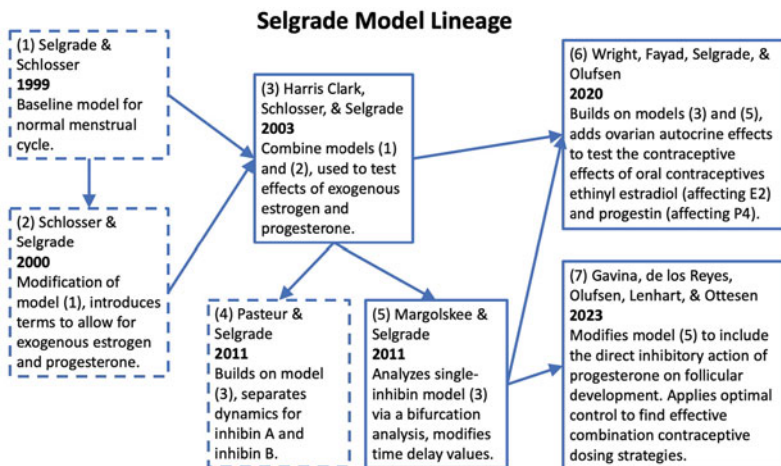 Selgrade Model Lineage
(1) Selgrade &
Schlosser
1999
Baseline model for
normal menstrual
cycle.
(2) Schlosser &
Selgrade
2000
Modification of
model (1), introduces
terms to allow for
exogenous estrogen
and progesterone.
(3) Harris Clark,
Schlosser, & Selgrade
2003
Combine models (1)
and (2), used to test
effects of exogenous
estrogen and
progesterone.
(4) Pasteur &
Selgrade
2011
Builds on model
(3), separates
dynamics for
inhibin A and
inhibin B.
(5) Margolskee &
Selgrade
2011
Analyzes single-
inhibin model (3)
via a bifurcation
analysis, modifies
time delay values.
(6) Wright, Fayad, Selgrade, &
Olufsen
2020
Builds on models (3) and (5),
adds ovarian autocrine effects
to test the contraceptive
effects of oral contraceptives
ethinyl estradiol (affecting E2)
and progestin (affecting P4).
(7) Gavina, de los Reyes,
Olufsen, Lenhart, & Ottesen
2023
Modifies model (5) to include
the direct inhibitory action of
progesterone on follicular
development. Applies optimal
control to find effective
combination contraceptive
dosing strategies.